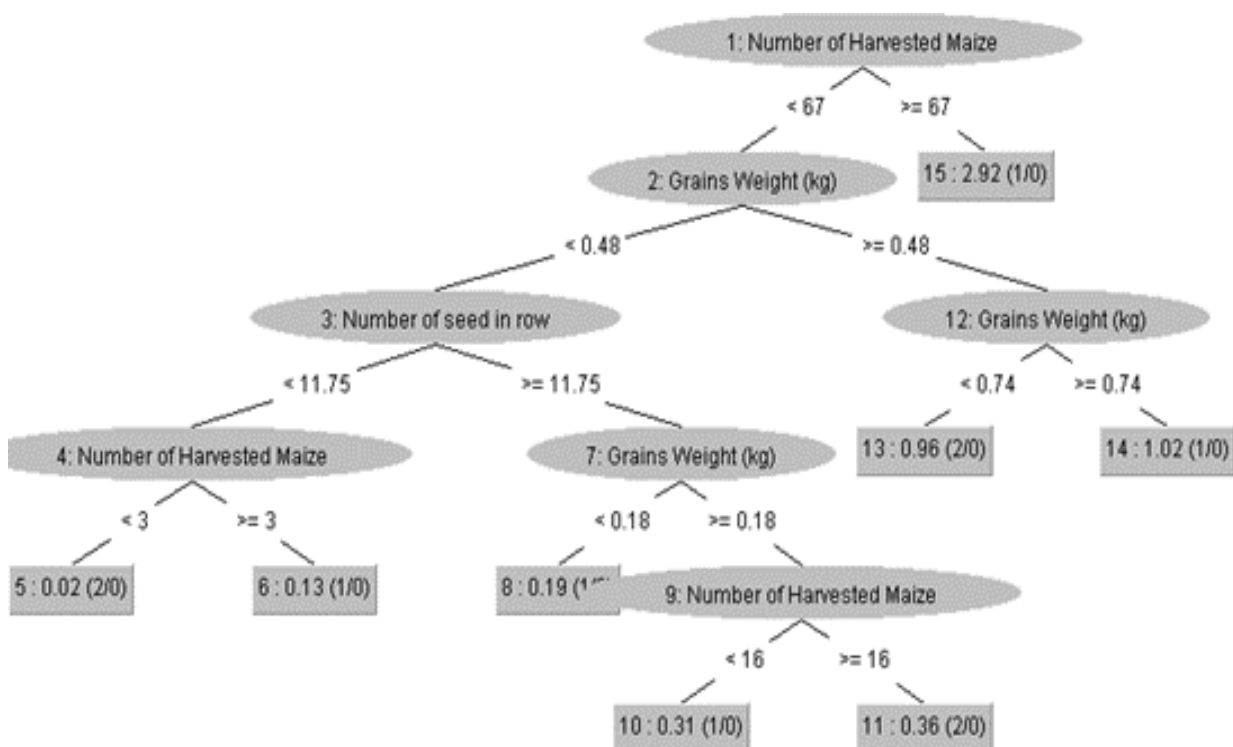 1: Number of Harvested Maize
< 67
>= 67
2: Grains Weight (kg)
15 : 2.92 (1/0)
< 0.48
>= 0.48
3: Number of seed in row
12: Grains Weight (kg)
< 11.75
>= 11.75
< 0.74
>= 0.74
4: Number of Harvested Maize
7: Grains Weight (kg)
13 : 0.96 (2/0)
14 : 1.02 (1/0)
< 3
>= 3
< 0.18
>= 0.18
5 : 0.02 (2/0)
6 : 0.13 (1/0)
8 : 0.19
9: Number of Harvested Maize
< 16
>= 16
10 : 0.31 (1/0)
11 : 0.36 (2/0)